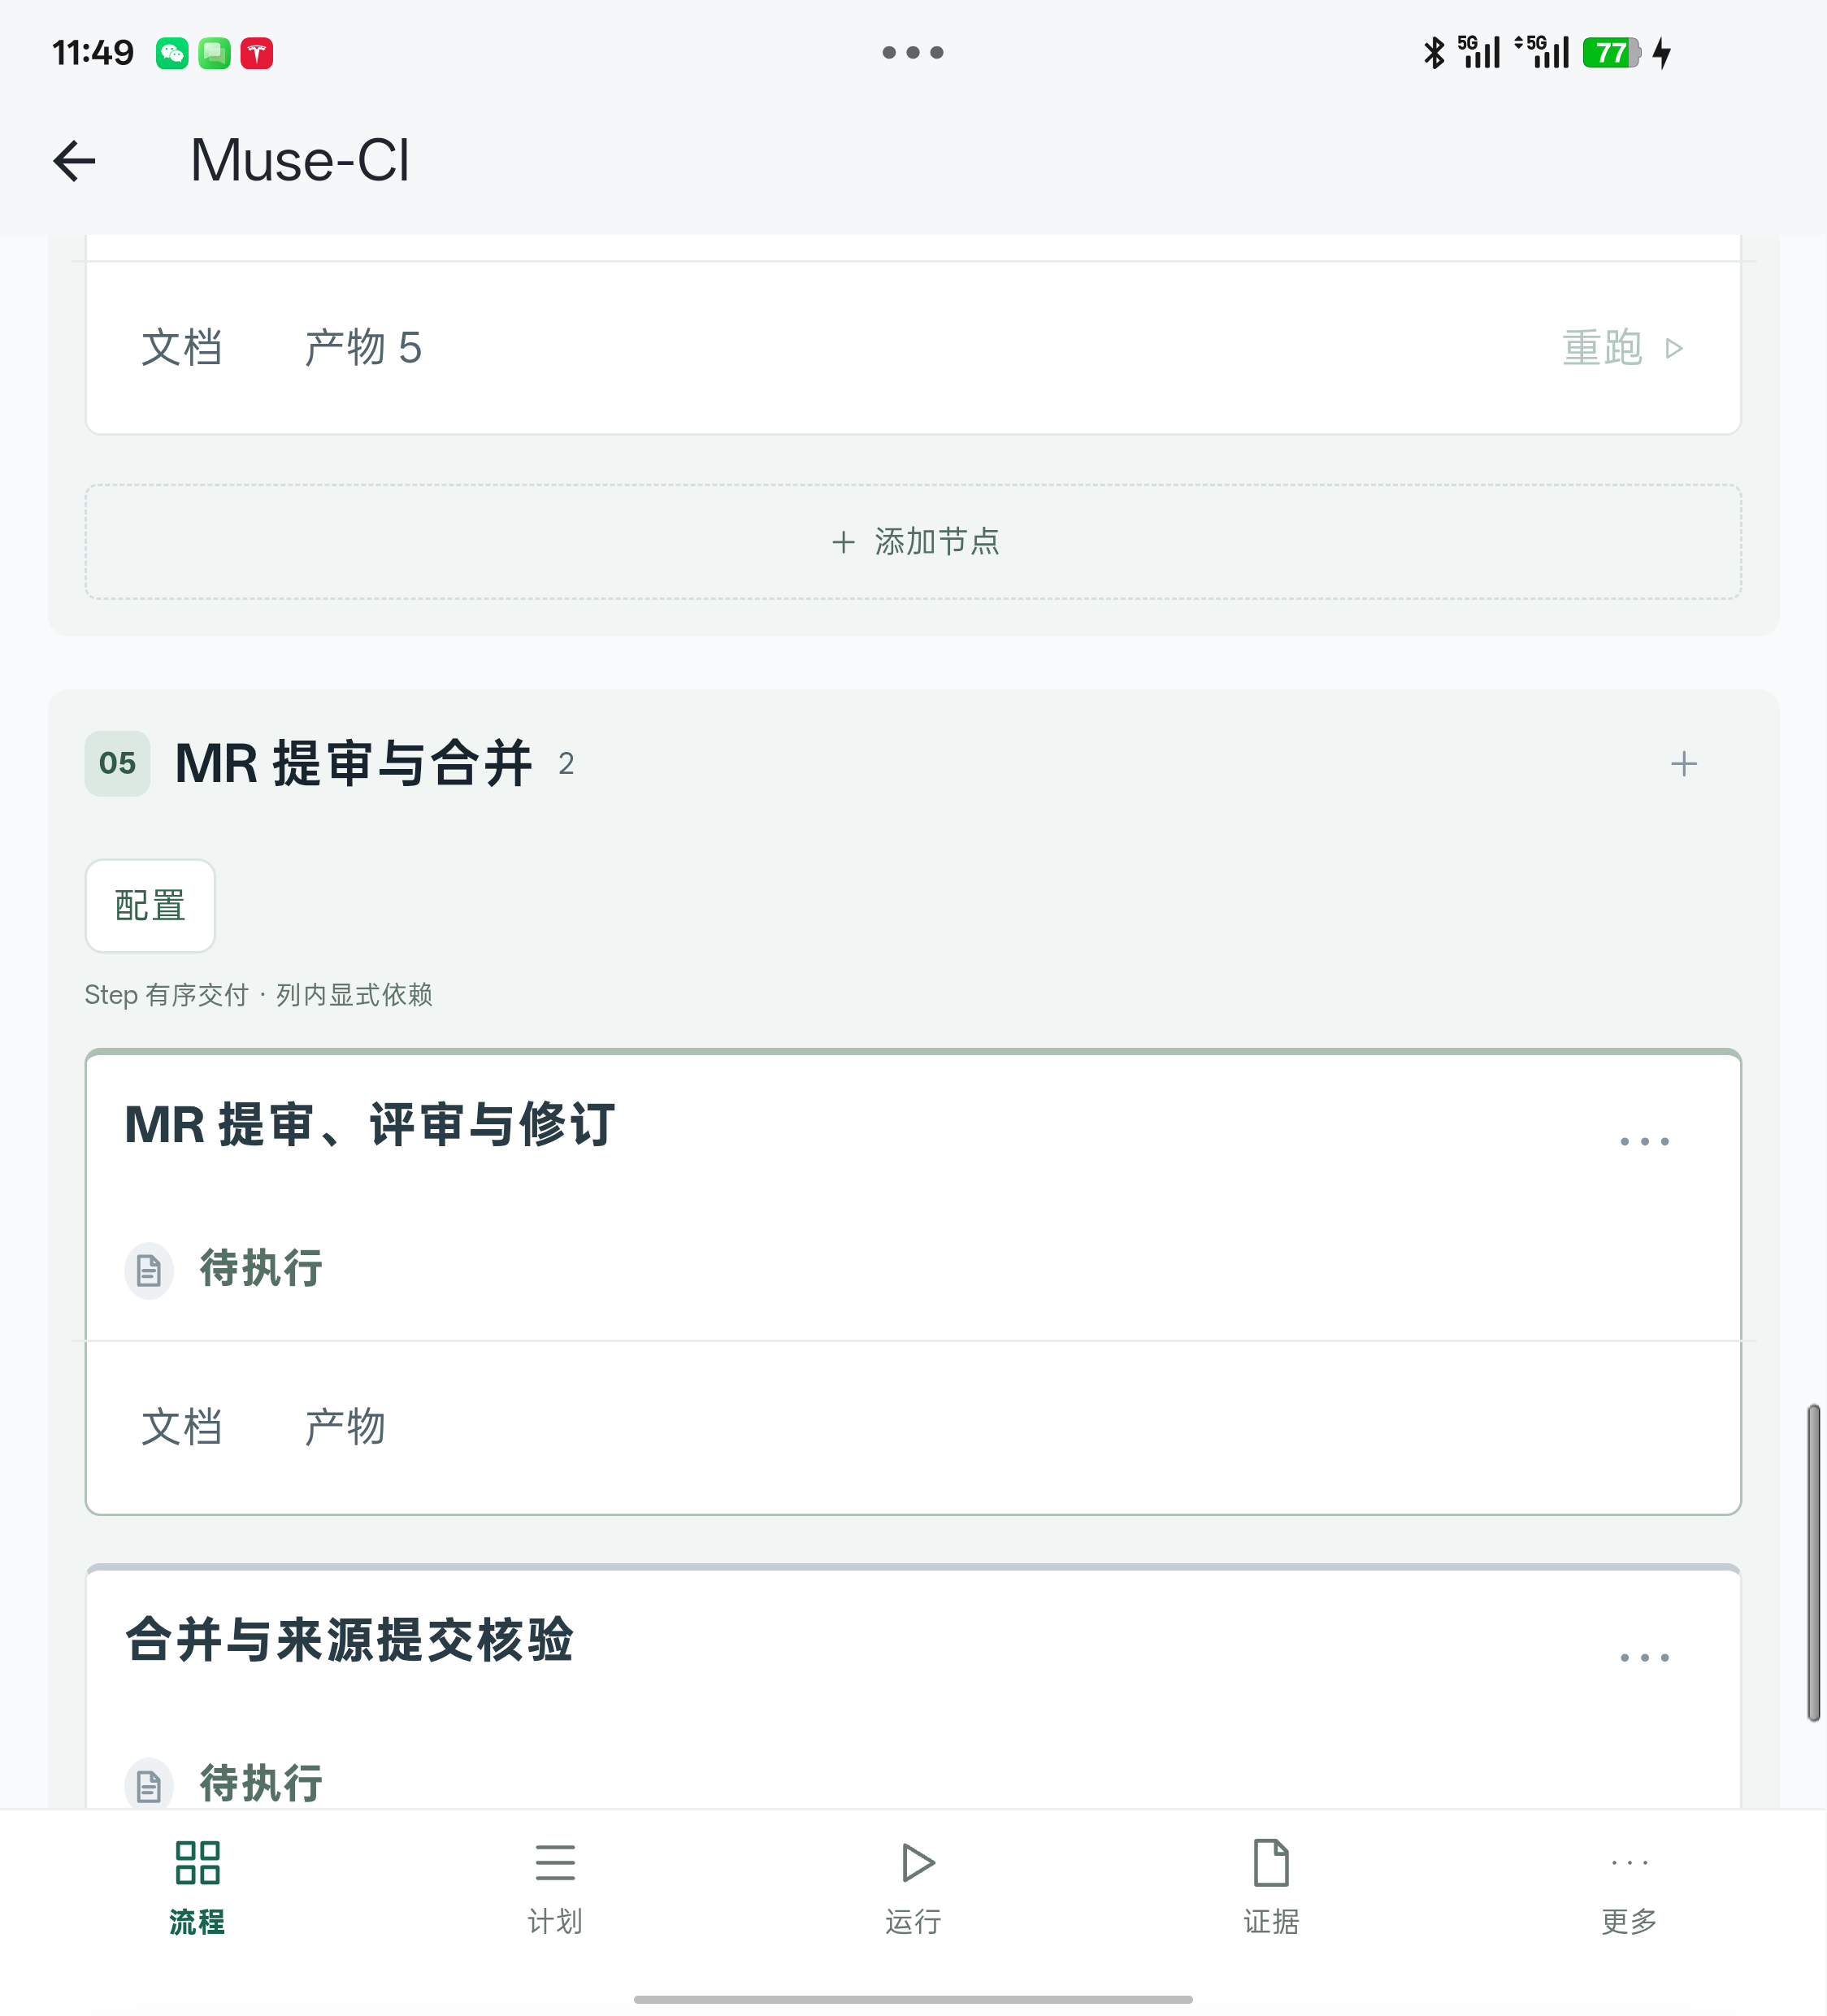 11:49
5G 5G 77
Muse-CI
文档 产物 5 重跑
+ 添加节点
05 MR 提审与合并 2 +
配置
Step 有序交付 · 列内显式依赖
MR 提审、评审与修订
待执行
文档 产物
合并与来源提交核验
待执行
流程 计划 运行 证据 更多